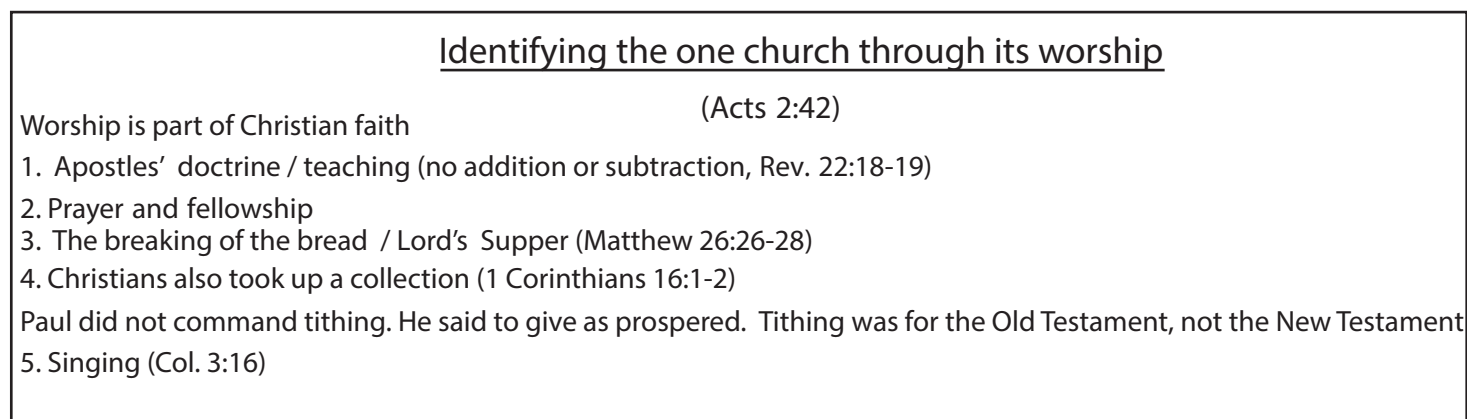 Identifying the one church through its worship
(Acts 2:42)
Worship is part of Christian faith
1. Apostles’ doctrine / teaching (no addition or subtraction, Rev. 22:18-19)
2. Prayer and fellowship
3. The breaking of the bread / Lord’s Supper (Matthew 26:26-28)
4. Christians also took up a collection (1 Corinthians 16:1-2)
Paul did not command tithing. He said to give as prospered. Tithing was for the Old Testament, not the New Testament
5. Singing (Col. 3:16)